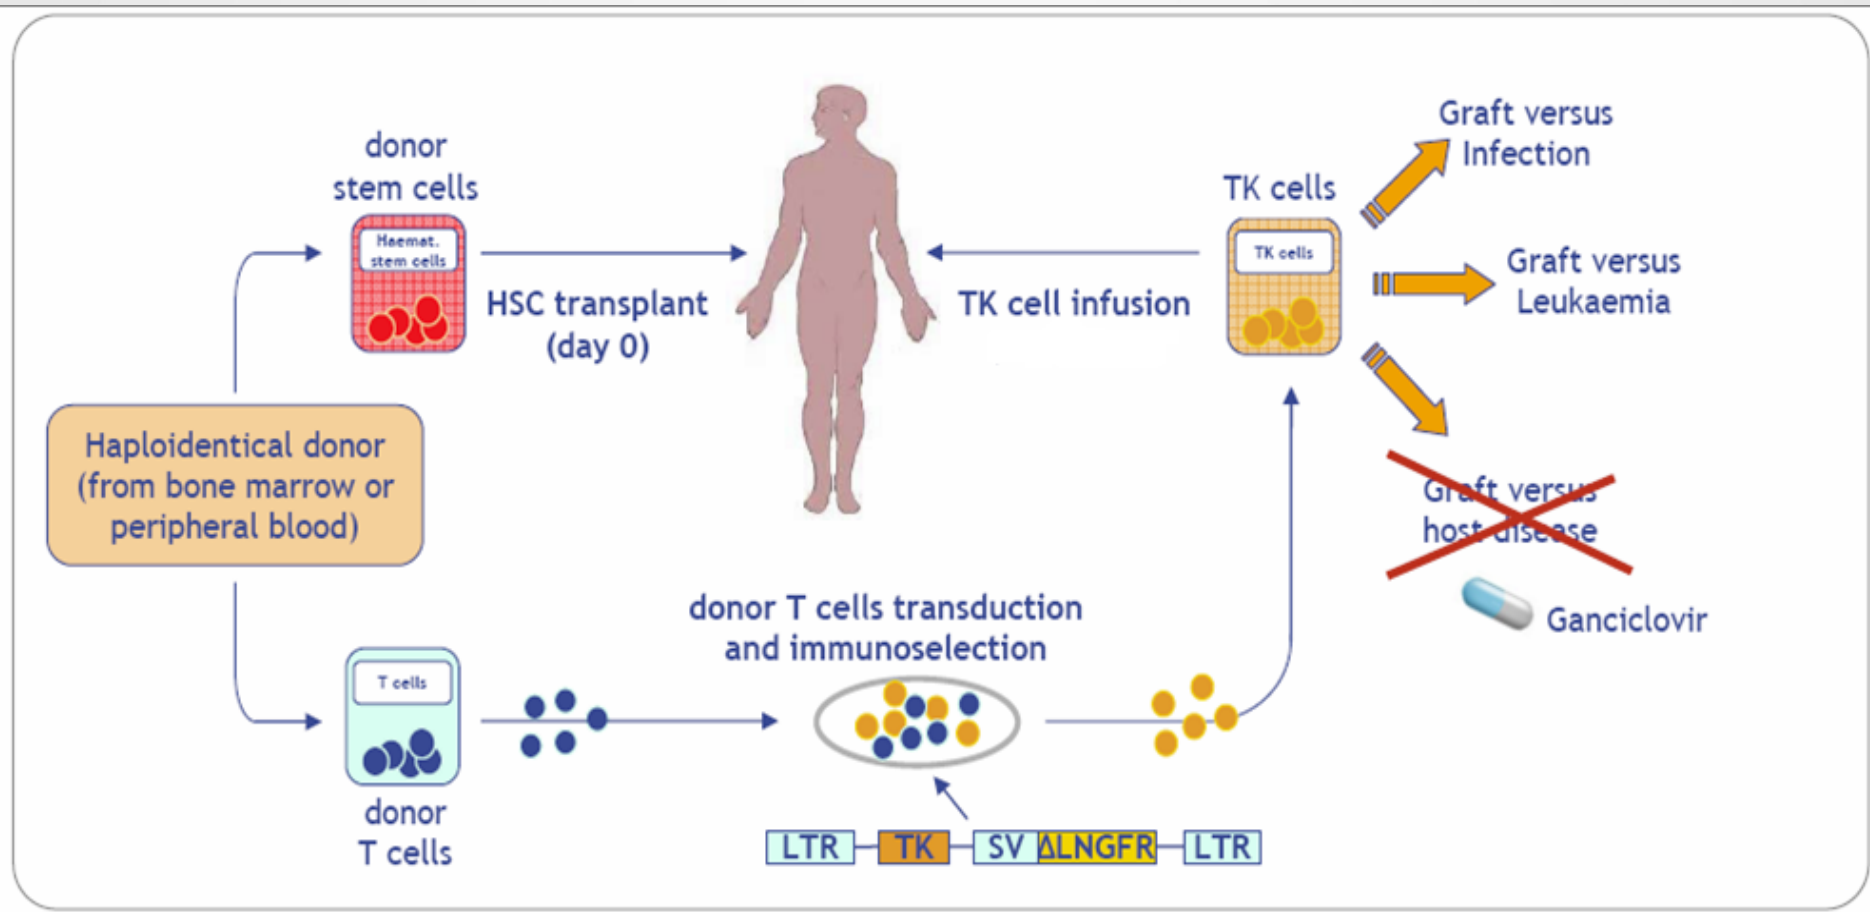 donor
stem cells
Haemat.
stem cells
HSC transplant
(day 0)
TK cell infusion
TK cells
TK cells
Graft versus
Infection
Graft versus
Leukaemia
Graft versus
host disease
Ganciclovir
Haploidentical donor
(from bone marrow or
peripheral blood)
T cells
donor
T cells
donor T cells transduction
and immunoselection
LTR TK SV ΔLNGFR LTR